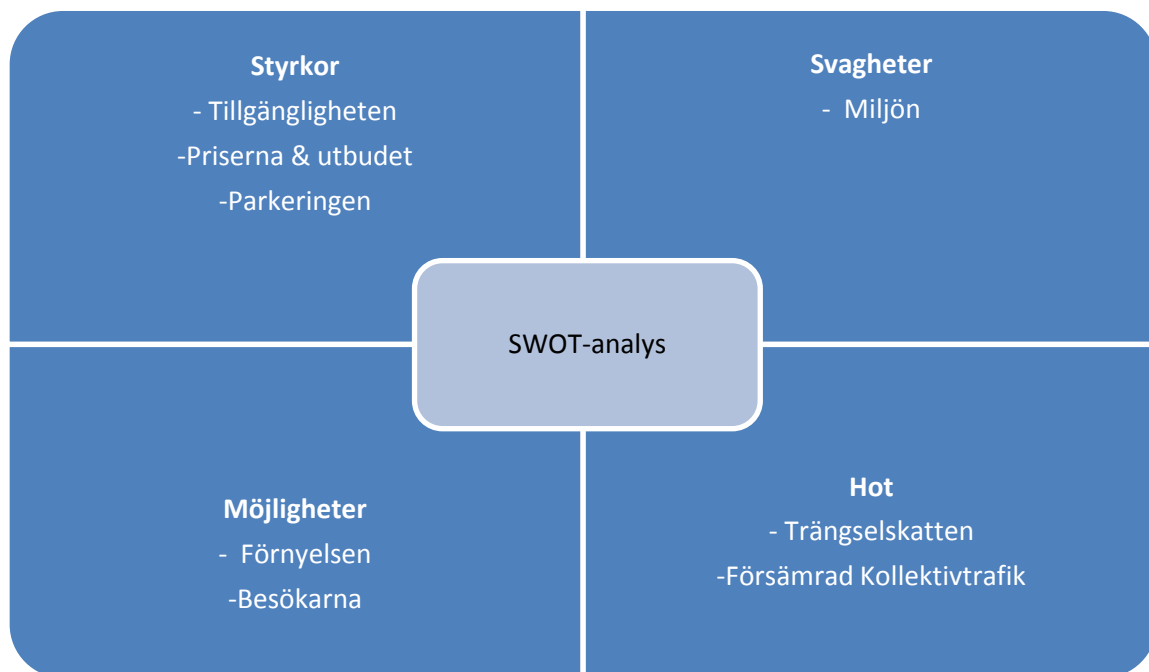 Styrkor
- Tillgängligheten
-Priserna & utbudet
-Parkeringen
Svagheter
- Miljön
SWOT-analys
Möjligheter
- Förnyelsen
-Besökarna
Hot
- Trängselskatten
-Försämrad Kollektivtrafik